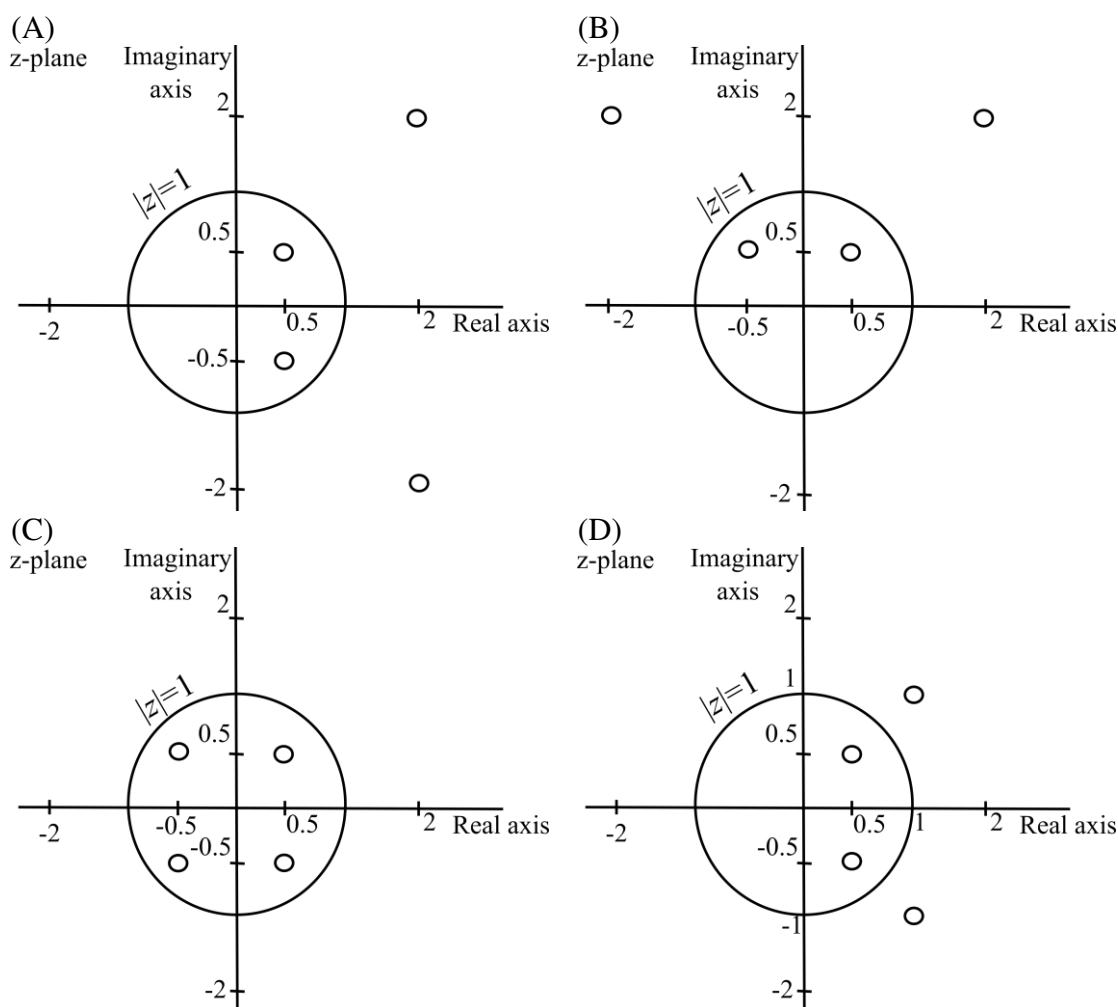 (A)
z-plane Imaginary
axis
2
|z|=1
0.5
-2 0.5 2 Real axis
-0.5
-2
(B)
z-plane Imaginary
axis
2
|z|=1
0.5
-2 -0.5 0.5 2 Real axis
-2
(C)
z-plane Imaginary
axis
2
|z|=1
0.5
-2 -0.5 0.5 2 Real axis
-0.5
-2
(D)
z-plane Imaginary
axis
2
|z|=1 1
0.5
-2 0.5 1 2 Real axis
-0.5
-1
-2